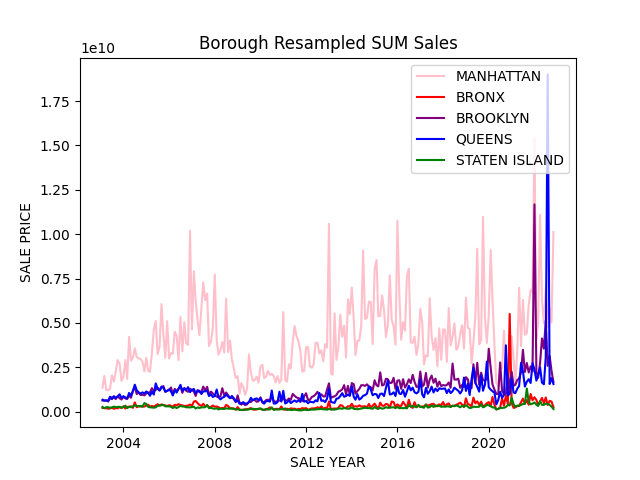 Borough Resampled SUM Sales
1e10
MANHATTAN
BRONX
BROOKLYN
QUEENS
STATEN ISLAND
1.75
1.50
1.25
1.00
0.75
0.50
0.25
0.00
SALE PRICE
2004 2008 2012 2016 2020
SALE YEAR